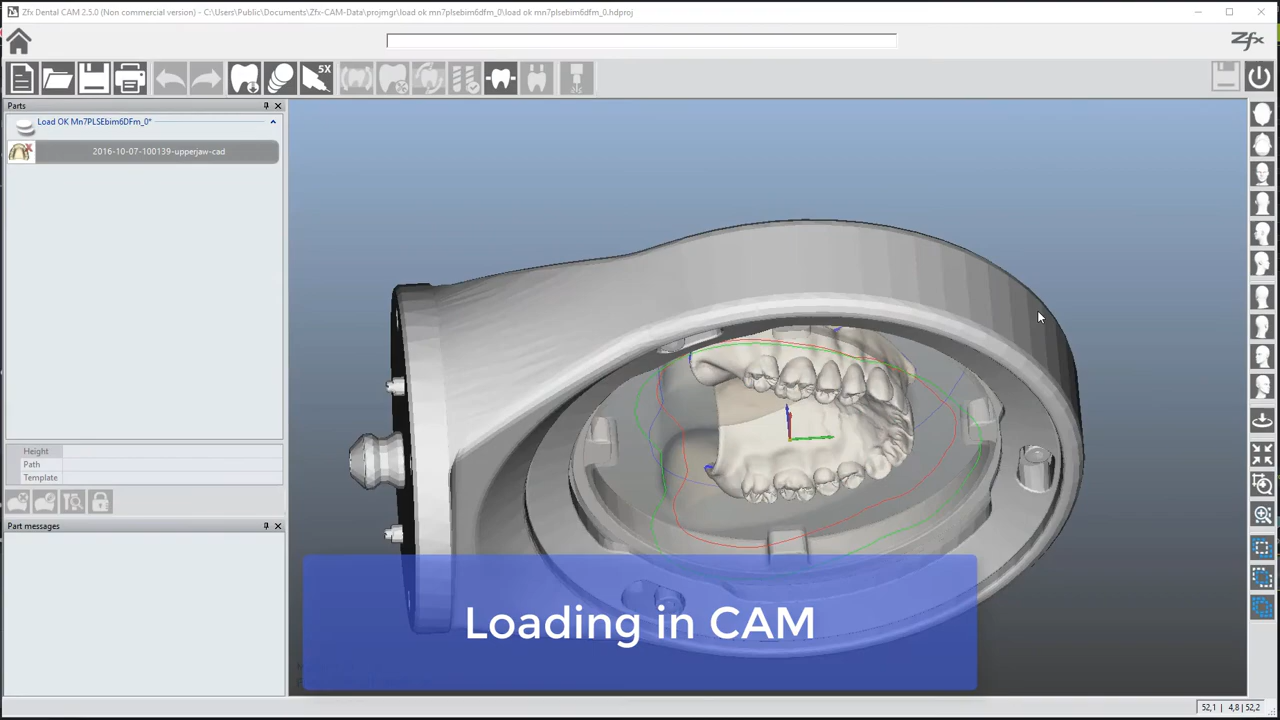 Zfx Dental CAM 2.5.0 (Non commercial version) - C:\Users\Public\Documents\Zfx-CAM-Data\projmgr\load ok mn7plsebim6dfm_0\load ok mn7plsebim6dfm_0.hdproj
Zfx
5X
Parts
Load OK Mn7PLSEbim6DFm_0*
2016-10-07-100139-upperjaw-cad
Height
Path
Template
Part messages
Loading in CAM
52,1 | 4,8 | 52,2